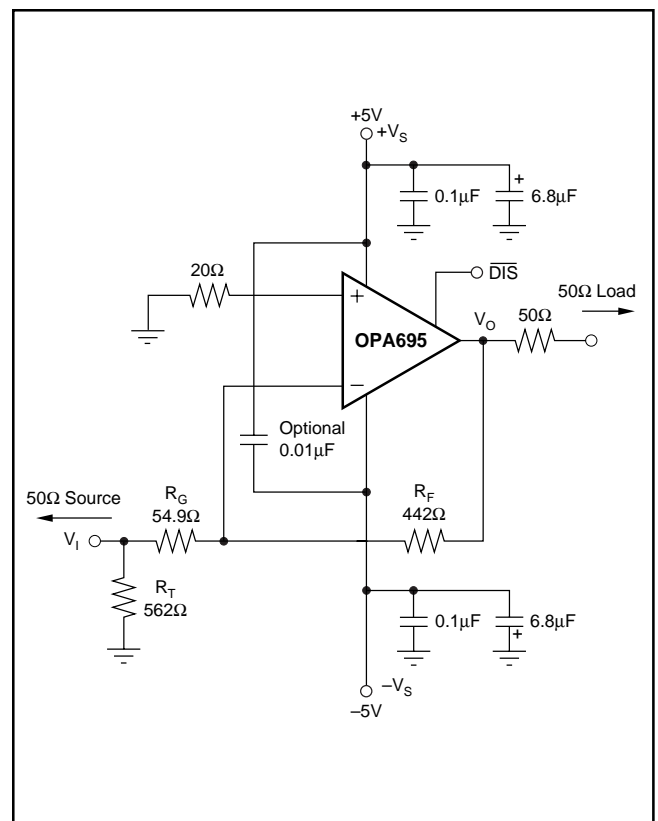 +5V
+V_S
0.1μF
6.8μF
+
20Ω
DIS
50Ω Load
+
OPA695
V_O
50Ω
−
Optional
0.01μF
50Ω Source
R_G
54.9Ω
R_F
442Ω
V_I
R_T
562Ω
0.1μF
6.8μF
+
–V_S
–5V